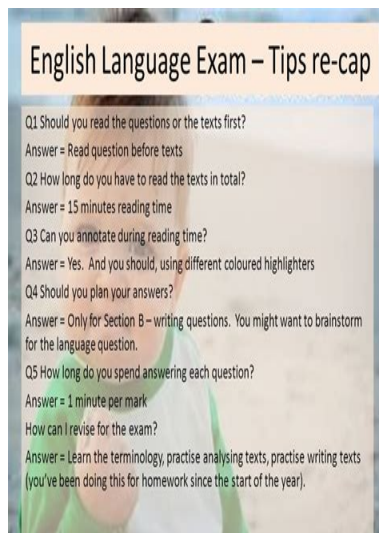 English Language Exam – Tips re-cap
Q1 Should you read the questions or the texts first?
Answer = Read question before texts
Q2 How long do you have to read the texts in total?
Answer = 15 minutes reading time
Q3 Can you annotate during reading time?
Answer = Yes. And you should, using different coloured highlighters
Q4 Should you plan your answers?
Answer = Only for Section B – writing questions. You might want to brainstorm
for the language question.
Q5 How long do you spend answering each question?
Answer = 1 minute per mark
How can I revise for the exam?
Answer = Learn the terminology, practise analysing texts, practise writing texts
(you've been doing this for homework since the start of the year).